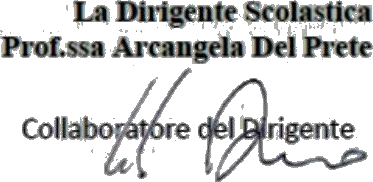 La Dirigente Scolastica
Prof.ssa Arcangela Del Prete
Collaboratore del Dirigente